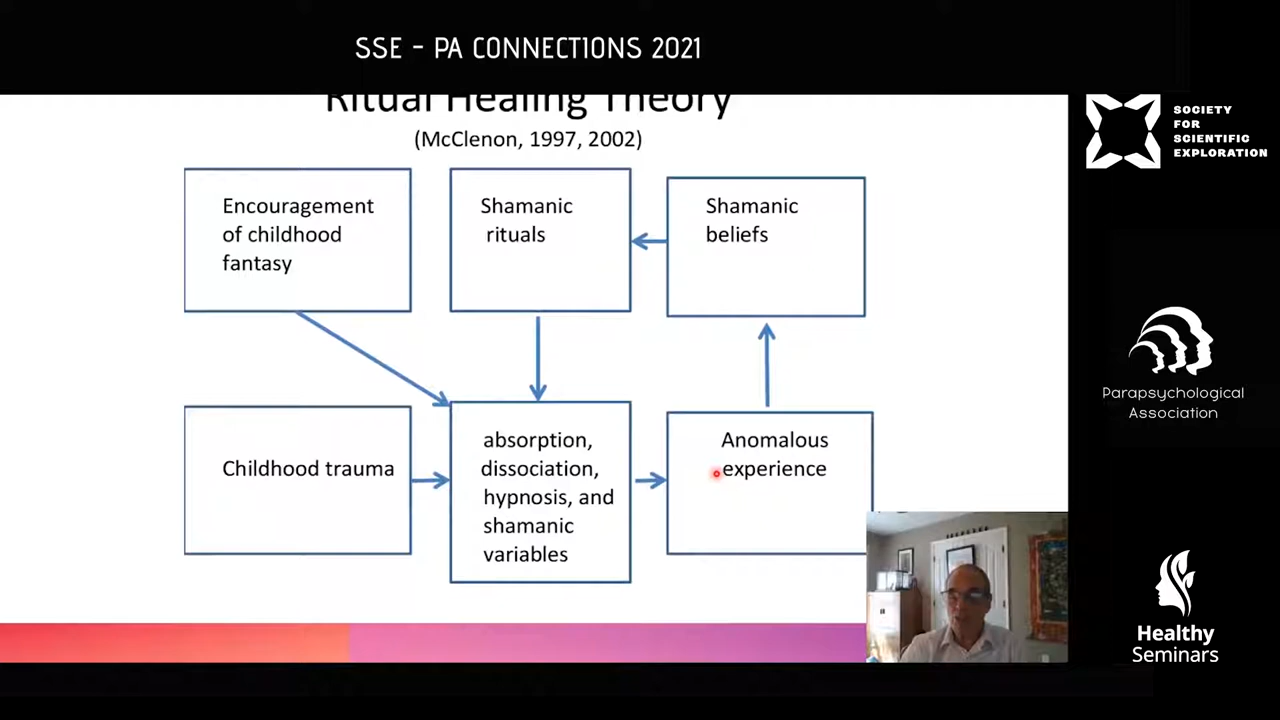 SSE - PA CONNECTIONS 2021
Ritual Healing Theory
(McClenon, 1997, 2002)
Encouragement
of childhood
fantasy
Shamanic
rituals
Shamanic
beliefs
Childhood trauma
absorption,
dissociation,
hypnosis, and
shamanic
variables
Anomalous
experience
SOCIETY
FOR
SCIENTIFIC
EXPLORATION
Parapsychological
Association
Healthy
Seminars